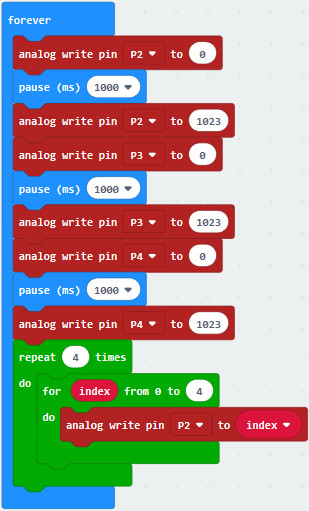 forever
analog write pin P2 to 0
pause (ms) 1000
analog write pin P2 to 1023
analog write pin P3 to 0
pause (ms) 1000
analog write pin P3 to 1023
analog write pin P4 to 0
pause (ms) 1000
analog write pin P4 to 1023
repeat 4 times
do
for index from 0 to 4
do
analog write pin P2 to index